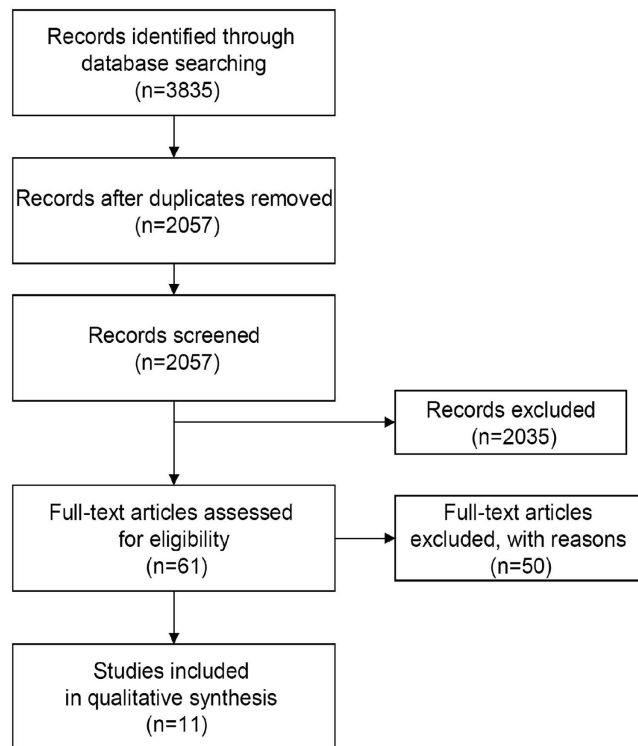 Records identified through
database searching
(n=3835)
Records after duplicates removed
(n=2057)
Records screened
(n=2057)
Records excluded
(n=2035)
Full-text articles assessed
for eligibility
(n=61)
Full-text articles
excluded, with reasons
(n=50)
Studies included
in qualitative synthesis
(n=11)